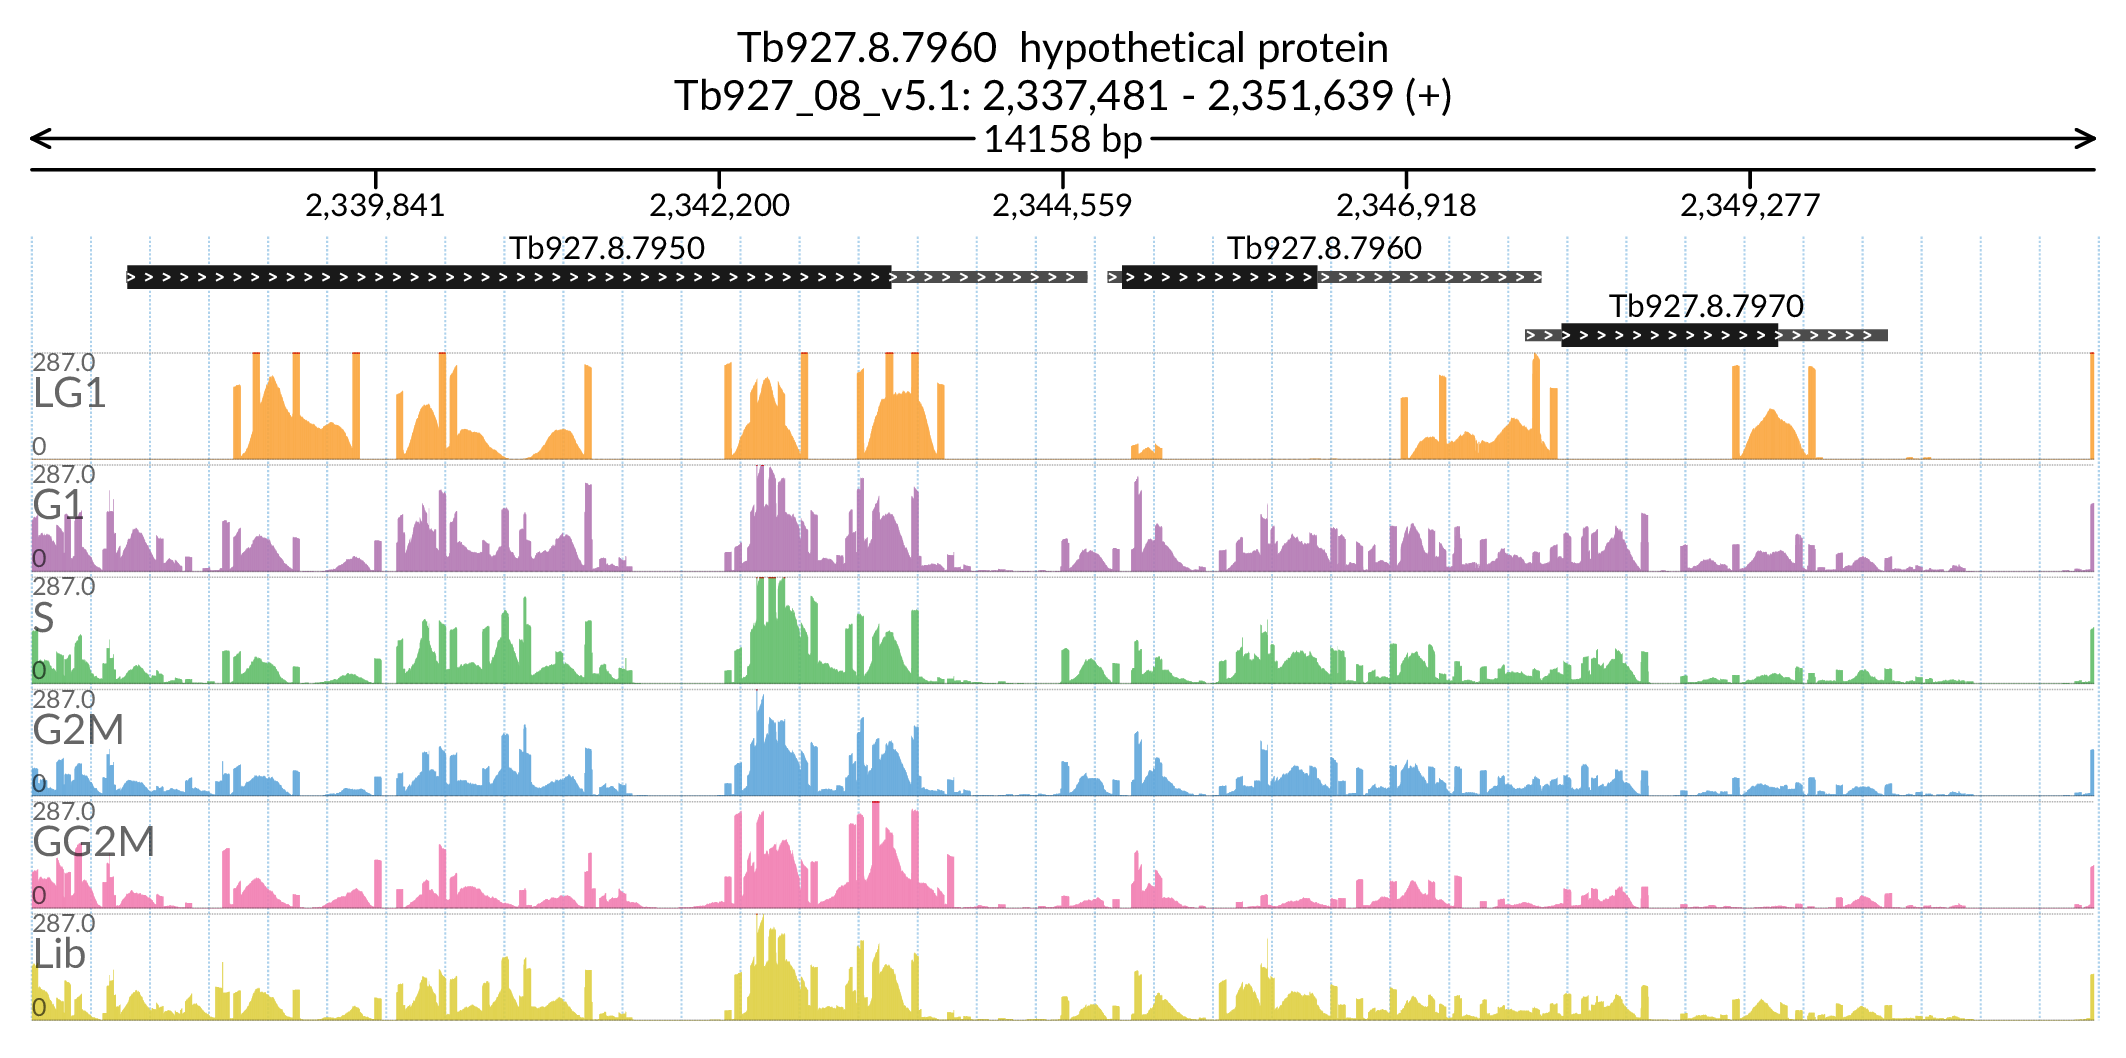 Tb927.8.7960  hypothetical protein
Tb927_08_v5.1: 2,337,481 - 2,351,639 (+)
14158 bp
2,339,841 2,342,200 2,344,559 2,346,918 2,349,277
Tb927.8.7950 Tb927.8.7960
Tb927.8.7970
287.0
LG1
0
287.0
G1
0
287.0
S
0
287.0
G2M
0
287.0
GG2M
0
287.0
Lib
0